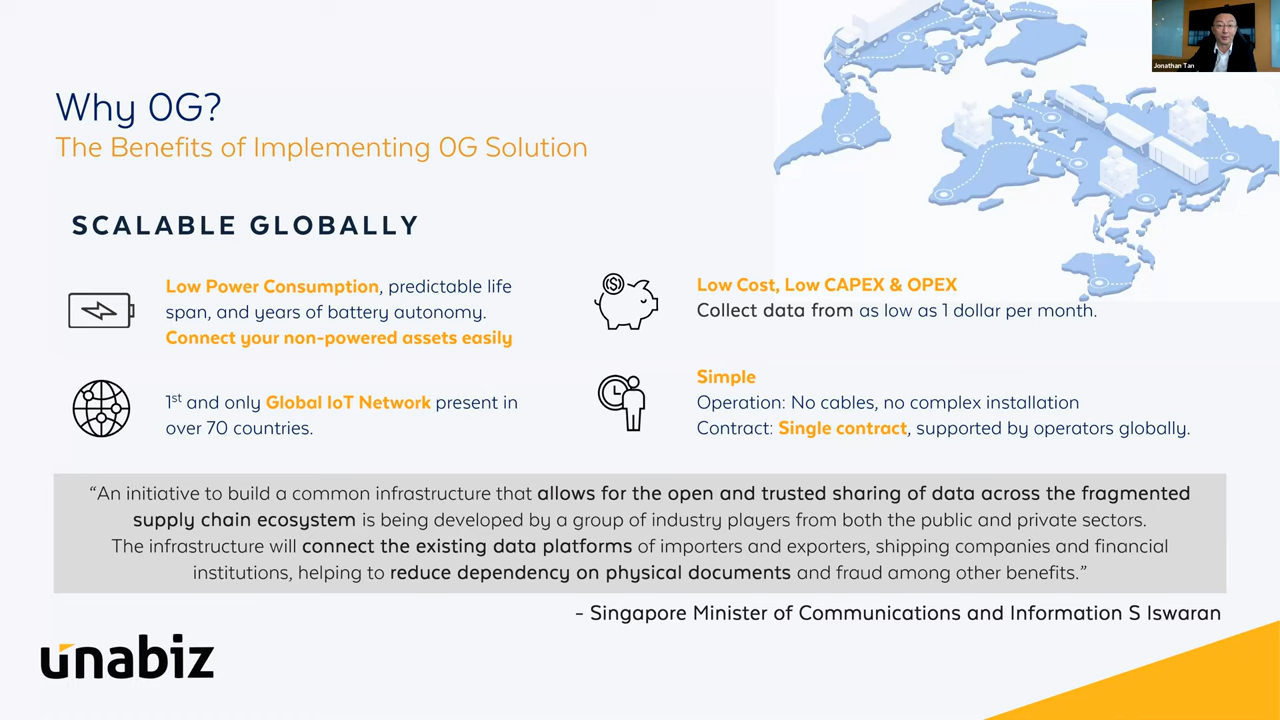 Jonathan Tan
Why 0G?
The Benefits of Implementing 0G Solution
SCALABLE GLOBALLY
Low Power Consumption, predictable life
span, and years of battery autonomy.
Connect your non-powered assets easily
Low Cost, Low CAPEX & OPEX
Collect data from as low as 1 dollar per month.
1st and only Global IoT Network present in
over 70 countries.
Simple
Operation: No cables, no complex installation
Contract: Single contract, supported by operators globally.
“An initiative to build a common infrastructure that allows for the open and trusted sharing of data across the fragmented
supply chain ecosystem is being developed by a group of industry players from both the public and private sectors.
The infrastructure will connect the existing data platforms of importers and exporters, shipping companies and financial
institutions, helping to reduce dependency on physical documents and fraud among other benefits.”
- Singapore Minister of Communications and Information S Iswaran
unabiz